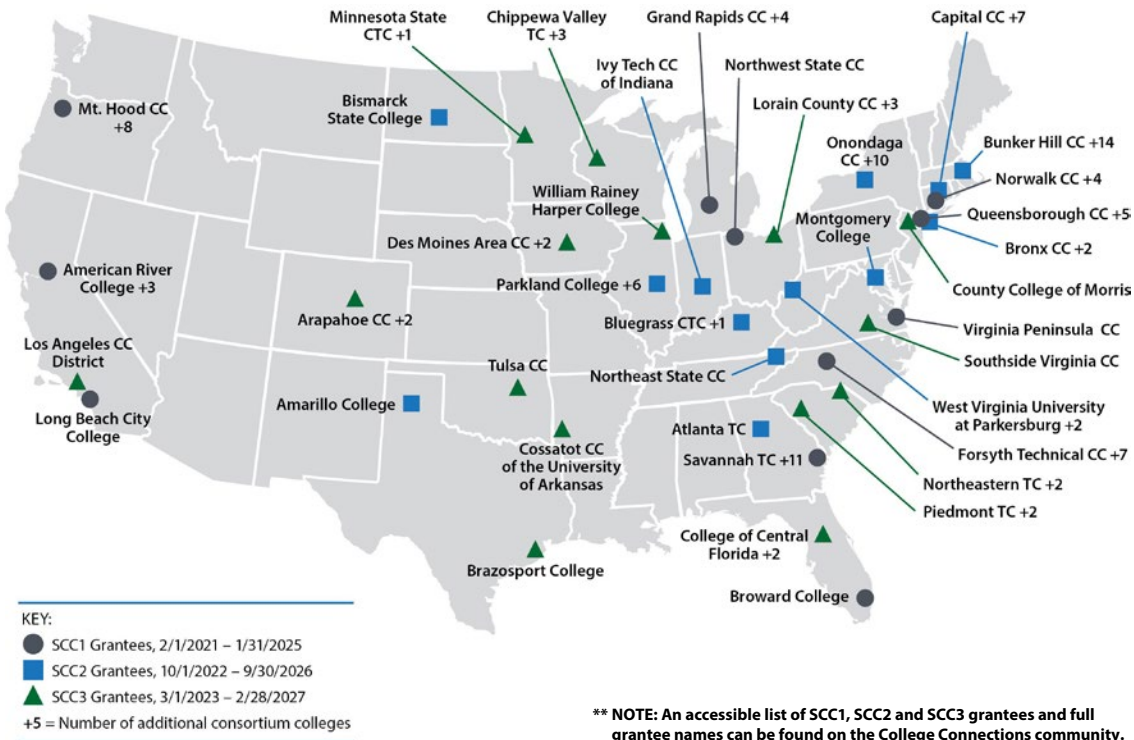 Minnesota State
CTC +1
Chippewa Valley
TC +3
Grand Rapids CC +4
Capital CC +7
Ivy Tech CC
of Indiana
Northwest State CC
Lorain County CC +3
Mt. Hood CC
+8
Bismarck
State College
Onondaga
CC +10
Bunker Hill CC +14
Norwalk CC +4
William Rainey
Harper College
Queensborough CC +5
Montgomery
College
Bronx CC +2
Des Moines Area CC +2
American River
College +3
Parkland College +6
County College of Morris
Arapahoe CC +2
Bluegrass CTC +1
Virginia Peninsula CC
Los Angeles CC
District
Southside Virginia CC
Tulsa CC
Northeast State CC
Amarillo College
Long Beach City
College
West Virginia University
at Parkersburg +2
Atlanta TC
Cossatot CC
of the University
of Arkansas
Savannah TC +11
Forsyth Technical CC +7
Northeastern TC +2
Piedmont TC +2
College of Central
Florida +2
Brazosport College
Broward College
KEY:
SCC1 Grantees, 2/1/2021 – 1/31/2025
SCC2 Grantees, 10/1/2022 – 9/30/2026
SCC3 Grantees, 3/1/2023 – 2/28/2027
+5 = Number of additional consortium colleges
** NOTE: An accessible list of SCC1, SCC2 and SCC3 grantees and full
grantee names can be found on the College Connections community.